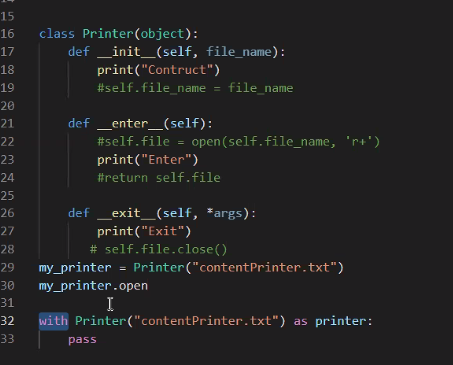 14
15
16 class Printer(object):
17     def __init__(self, file_name):
18         print("Contruct")
19         #self.file_name = file_name
20
21     def __enter__(self):
22         #self.file = open(self.file_name, 'r+')
23         print("Enter")
24         #return self.file
25
26     def __exit__(self, *args):
27         print("Exit")
28        # self.file.close()
29 my_printer = Printer("contentPrinter.txt")
30 my_printer.open
31
32 with Printer("contentPrinter.txt") as printer:
33     pass